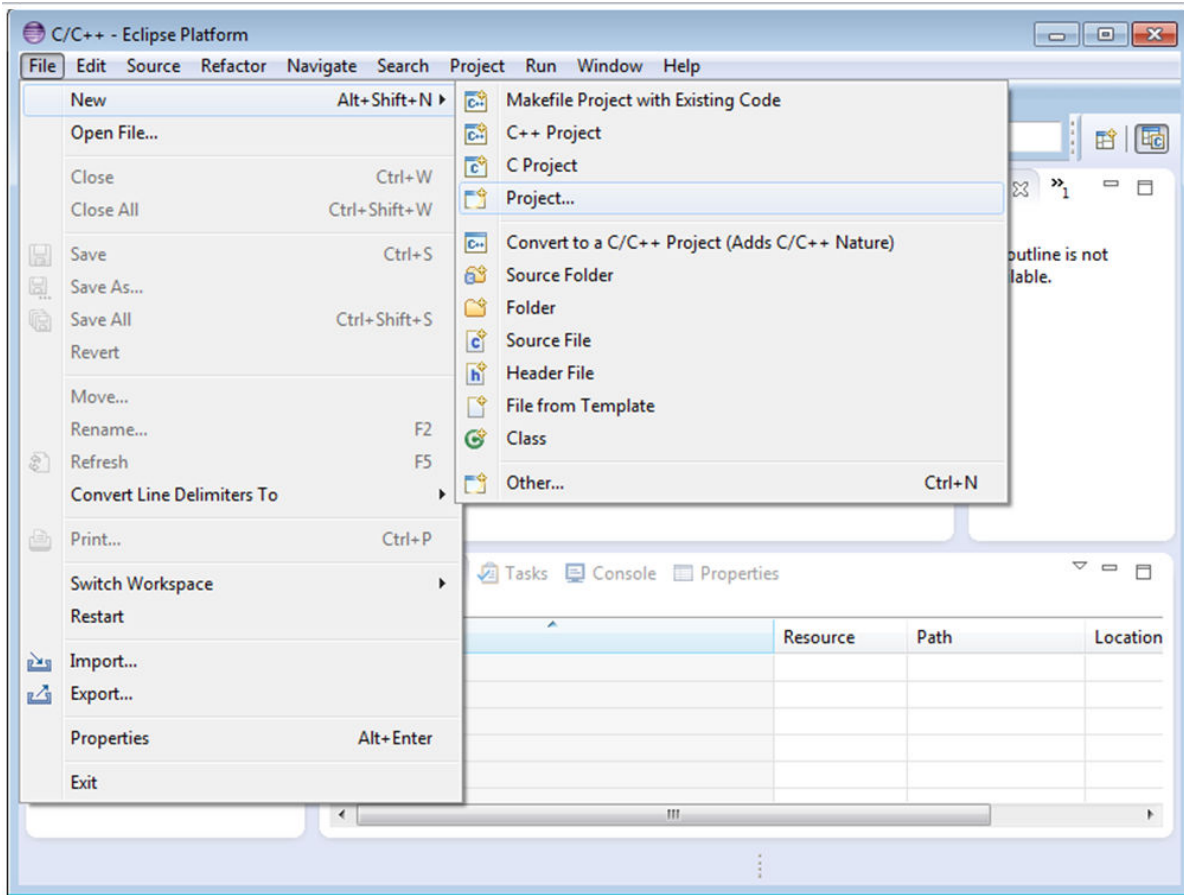 C/C++ - Eclipse Platform
File Edit Source Refactor Navigate Search Project Run Window Help
New Alt+Shift+N
Open File...
Close Ctrl+W
Close All Ctrl+Shift+W
Save Ctrl+S
Save As...
Save All Ctrl+Shift+S
Revert
Move...
Rename... F2
Refresh F5
Convert Line Delimiters To
Print... Ctrl+P
Switch Workspace
Restart
Import...
Export...
Properties Alt+Enter
Exit
Makefile Project with Existing Code
C++ Project
C Project
Project...
Convert to a C/C++ Project (Adds C/C++ Nature)
Source Folder
Folder
Source File
Header File
File from Template
Class
Other... Ctrl+N
»1
outline is not
lable.
Tasks Console Properties
Resource Path Location